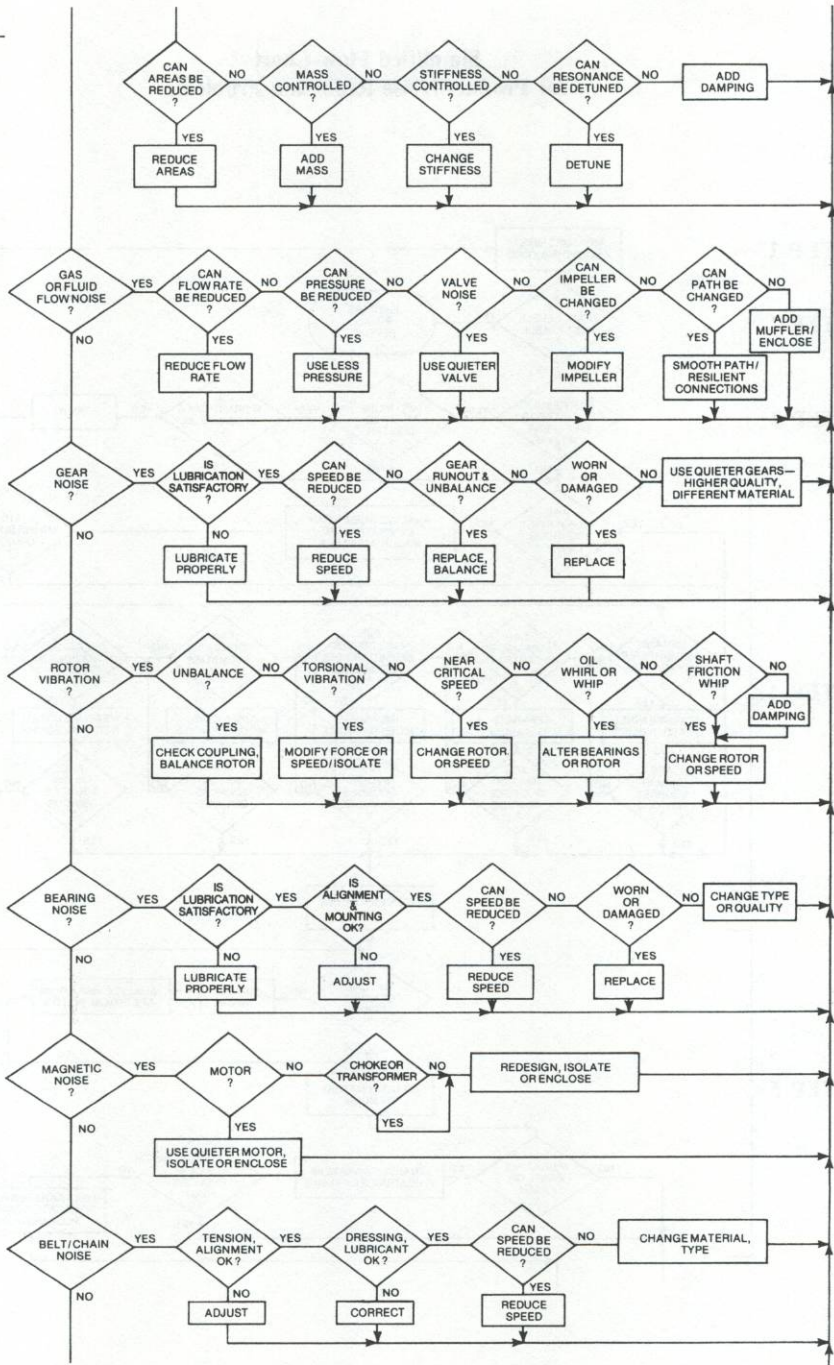 CAN
AREAS BE
REDUCED
?
NO
MASS
CONTROLLED
?
NO
STIFFNESS
CONTROLLED
?
NO
CAN
RESONANCE
BE DETUNED
?
NO
ADD
DAMPING
YES
YES
YES
YES
REDUCE
AREAS
ADD
MASS
CHANGE
STIFFNESS
DETUNE
GAS
OR FLUID
FLOW NOISE
?
YES
CAN
FLOW RATE
BE REDUCED
?
NO
CAN
PRESSURE
BE REDUCED
?
NO
VALVE
NOISE
?
NO
CAN
IMPELLER
BE
CHANGED
?
NO
CAN
PATH BE
CHANGED
?
NO
ADD
MUFFLER/
ENCLOSE
NO
YES
YES
YES
YES
YES
REDUCE FLOW
RATE
USE LESS
PRESSURE
USE QUIETER
VALVE
MODIFY
IMPELLER
SMOOTH PATH/
RESILIENT
CONNECTIONS
GEAR
NOISE
?
YES
IS
LUBRICATION
SATISFACTORY
?
YES
CAN
SPEED BE
REDUCED
?
NO
GEAR
RUNOUT &
UNBALANCE
?
NO
WORN
OR
DAMAGED
?
NO
USE QUIETER GEARS—
HIGHER QUALITY,
DIFFERENT MATERIAL
NO
NO
YES
YES
YES
LUBRICATE
PROPERLY
REDUCE
SPEED
REPLACE,
BALANCE
REPLACE
ROTOR
VIBRATION
?
YES
UNBALANCE
?
NO
TORSIONAL
VIBRATION
?
NO
NEAR
CRITICAL
SPEED
?
NO
OIL
WHIRL OR
WHIP
?
NO
SHAFT
FRICTION
WHIP
?
NO
ADD
DAMPING
NO
YES
YES
YES
YES
YES
CHECK COUPLING,
BALANCE ROTOR
MODIFY FORCE OR
SPEED/ISOLATE
CHANGE ROTOR
OR SPEED
ALTER BEARINGS
OR ROTOR
CHANGE ROTOR
OR SPEED
BEARING
NOISE
?
YES
IS
LUBRICATION
SATISFACTORY
?
YES
IS
ALIGNMENT
&
MOUNTING
OK?
YES
CAN
SPEED BE
REDUCED
?
NO
WORN
OR
DAMAGED
?
NO
CHANGE TYPE
OR QUALITY
NO
NO
NO
YES
YES
LUBRICATE
PROPERLY
ADJUST
REDUCE
SPEED
REPLACE
MAGNETIC
NOISE
?
YES
MOTOR
?
NO
CHOKE OR
TRANSFORMER
?
NO
REDESIGN, ISOLATE
OR ENCLOSE
NO
YES
YES
USE QUIETER MOTOR,
ISOLATE OR ENCLOSE
BELT/CHAIN
NOISE
YES
TENSION,
ALIGNMENT
OK?
YES
DRESSING,
LUBRICANT
OK?
YES
CAN
SPEED BE
REDUCED
?
NO
CHANGE MATERIAL,
TYPE
NO
NO
NO
YES
ADJUST
CORRECT
REDUCE
SPEED